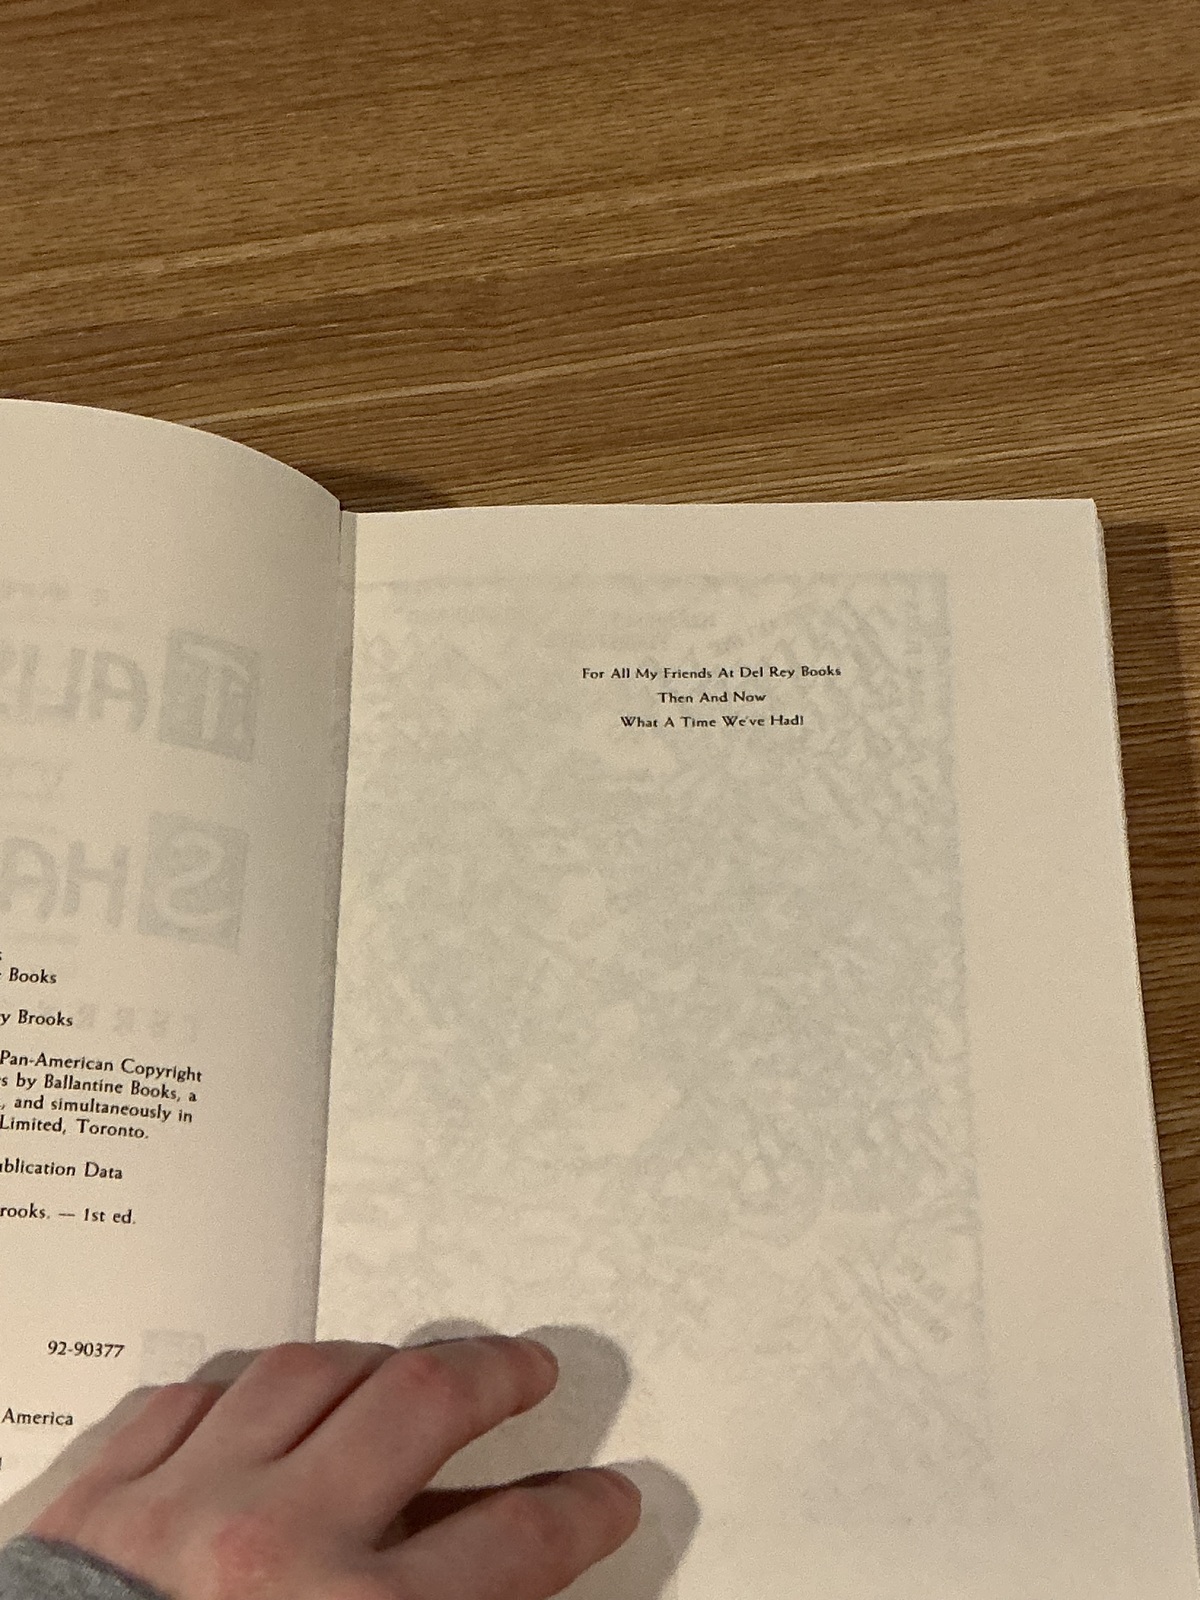 Books
y Brooks
Pan-American Copyright
s by Ballantine Books, a
, and simultaneously in
Limited, Toronto.
ublication Data
rooks. — 1st ed.
92-90377
America
For All My Friends At Del Rey Books
Then And Now
What A Time We've Had!